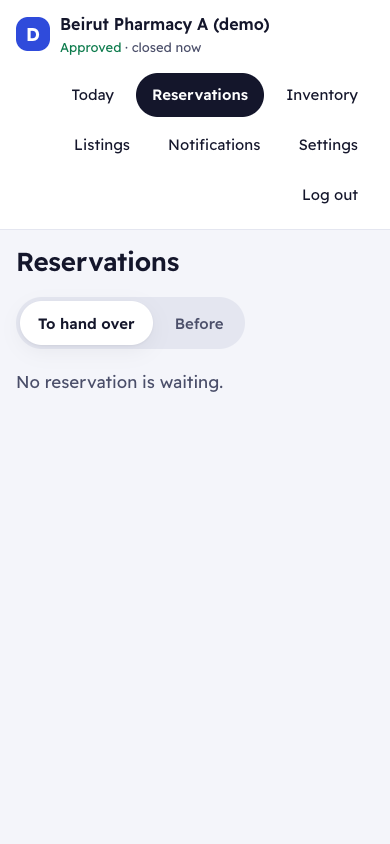 D
Beirut Pharmacy A (demo)
Approved · closed now
Today Reservations Inventory
Listings Notifications Settings
Log out
Reservations
To hand over Before
No reservation is waiting.